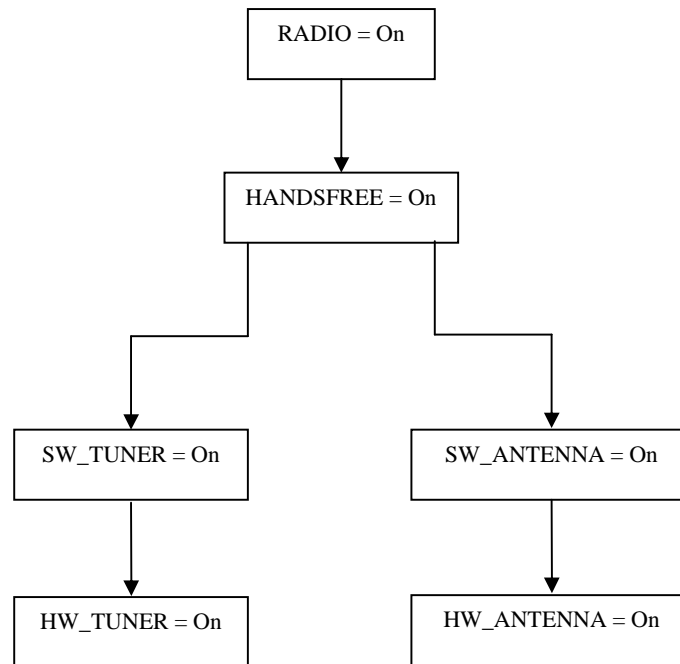 RADIO = On
HANDSFREE = On
SW_TUNER = On
SW_ANTENNA = On
HW_TUNER = On
HW_ANTENNA = On